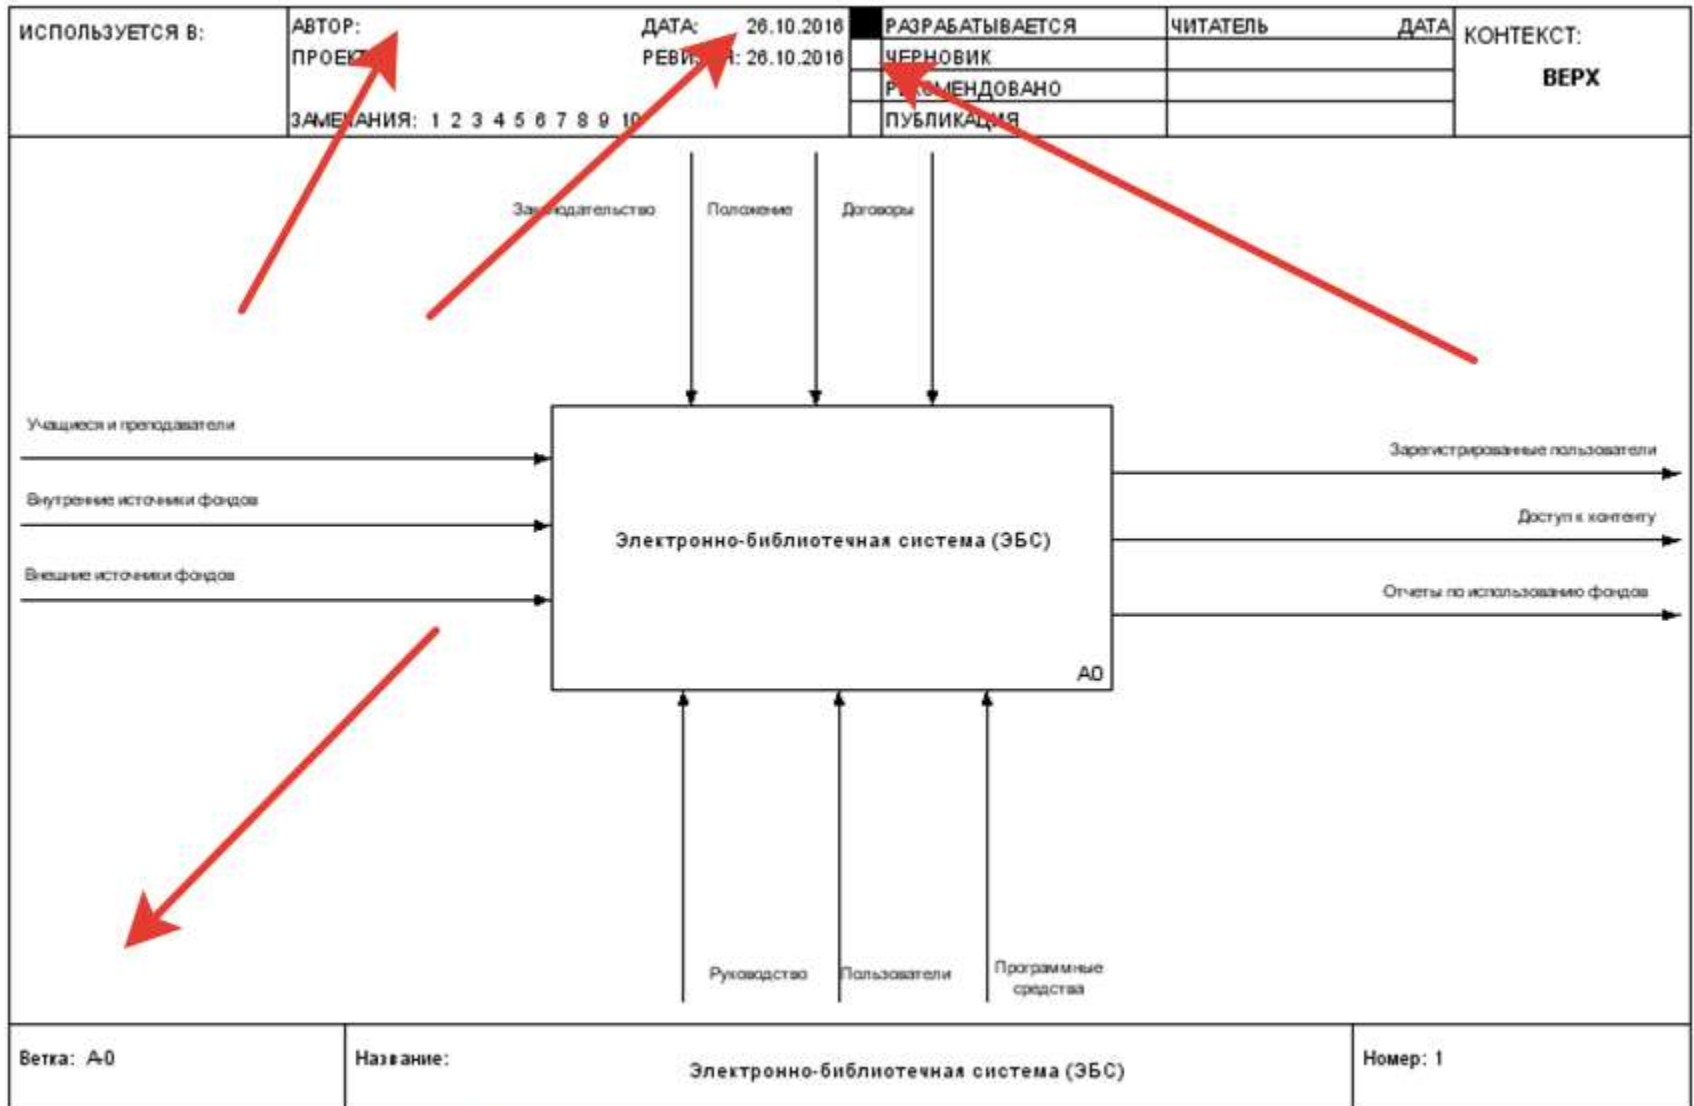 ИСПОЛЬЗУЕТСЯ В:
АВТОР:
ДАТА: 26.10.2016
ПРОЕКТ
РЕВИЗИЯ: 26.10.2016
ЗАМЕЧАНИЯ: 1 2 3 4 5 6 7 8 9 10
РАЗРАБАТЫВАЕТСЯ
ЧЕРНОВИК
РЕКОМЕНДОВАНО
ПУБЛИКАЦИЯ
ЧИТАТЕЛЬ
ДАТА
КОНТЕКСТ:
ВЕРХ
Законодательство
Положение
Договоры
Учащиеся и преподаватели
Внутренние источники фондов
Внешние источники фондов
Электронно-библиотечная система (ЭБС)
A0
Зарегистрированные пользователи
Доступ к контенту
Отчеты по использованию фондов
Руководство
Пользователи
Программные
средства
Ветка: A-0
Название:
Электронно-библиотечная система (ЭБС)
Номер: 1